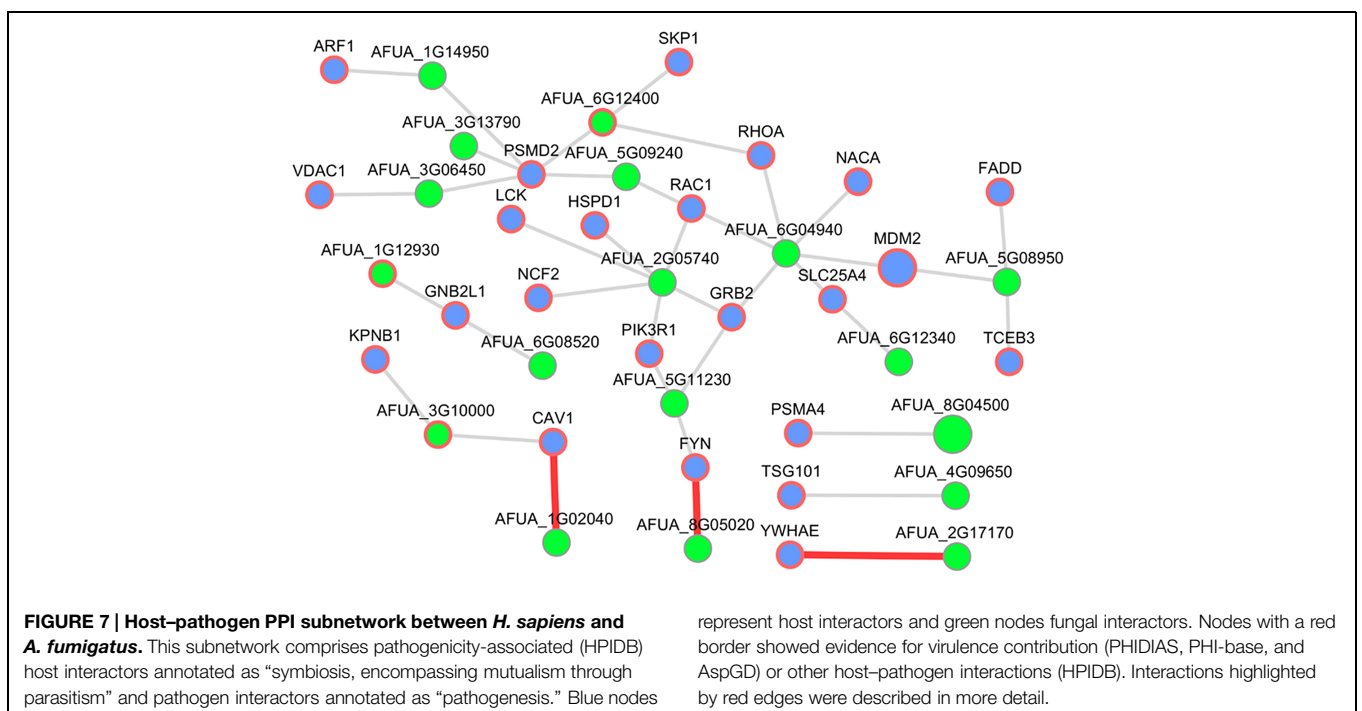 ARF1
AFUA_1G14950
SKP1
AFUA_6G12400
AFUA_3G13790
RHOA
PSMD2
AFUA_5G09240
NACA
VDAC1
AFUA_3G06450
FADD
LCK
HSPD1
RAC1
AFUA_6G04940
MDM2
AFUA_1G12930
AFUA_2G05740
AFUA_5G08950
NCF2
SLC25A4
GNB2L1
GRB2
KPNB1
AFUA_6G08520
PIK3R1
AFUA_6G12340
TCEB3
AFUA_5G11230
AFUA_3G10000
CAV1
PSMA4
AFUA_8G04500
FYN
TSG101
AFUA_4G09650
AFUA_1G02040
AFUA_8G05020
YWHAE
AFUA_2G17170
FIGURE 7 | Host–pathogen PPI subnetwork between H. sapiens and
A. fumigatus. This subnetwork comprises pathogenicity-associated (HPIDB)
host interactors annotated as “symbiosis, encompassing mutualism through
parasitism” and pathogen interactors annotated as “pathogenesis.” Blue nodes
represent host interactors and green nodes fungal interactors. Nodes with a red
border showed evidence for virulence contribution (PHIDIAS, PHI-base, and
AspGD) or other host–pathogen interactions (HPIDB). Interactions highlighted
by red edges were described in more detail.